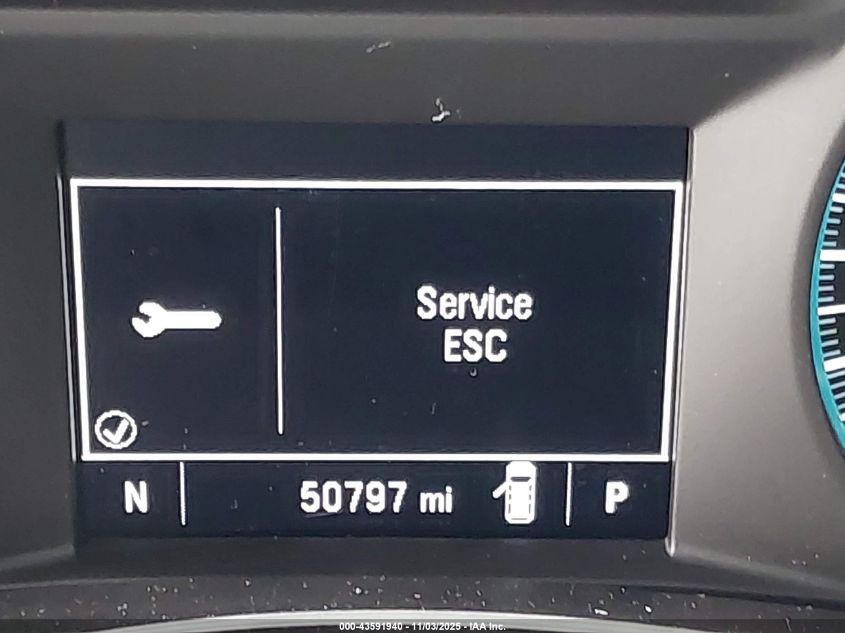 Service
ESC
N 50797 mi P
000-43591940 - 11/03/2025 - IAA Inc.